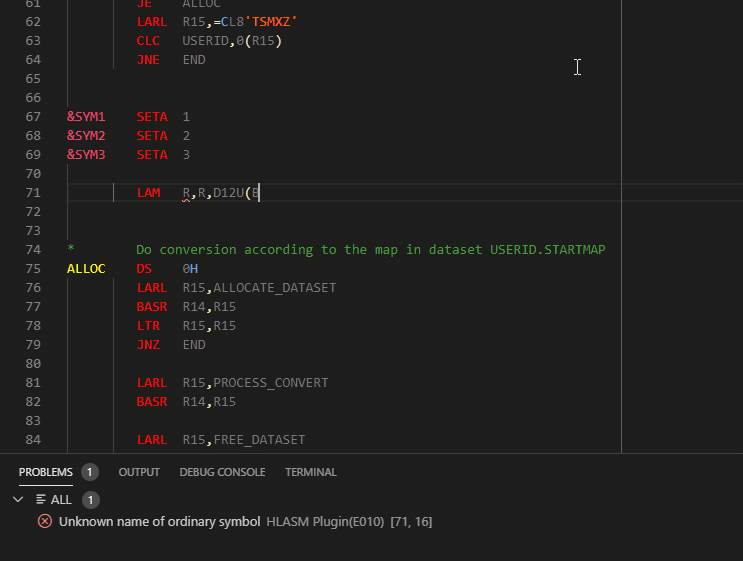 61 JE ALLOC
62 LARL R15,=CL8'TSMXZ'
63 CLC USERID,0(R15)
64 JNE END
65
66
67 &SYM1 SETA 1
68 &SYM2 SETA 2
69 &SYM3 SETA 3
70
71 LAM R,R,D12U(B
72
73
74 * Do conversion according to the map in dataset USERID.STARTMAP
75 ALLOC DS 0H
76 LARL R15,ALLOCATE_DATASET
77 BASR R14,R15
78 LTR R15,R15
79 JNZ END
80
81 LARL R15,PROCESS_CONVERT
82 BASR R14,R15
83
84 LARL R15,FREE_DATASET
PROBLEMS 1 OUTPUT DEBUG CONSOLE TERMINAL
ALL 1
Unknown name of ordinary symbol HLASM Plugin(E010) [71, 16]